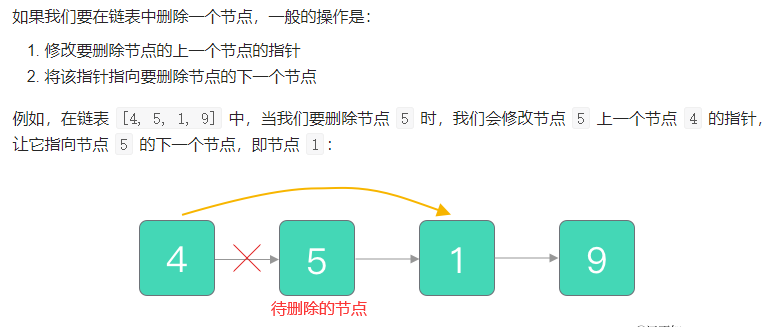 如果我们要在链表中删除一个节点，一般的操作是：
1. 修改要删除节点的上一个节点的指针
2. 将该指针指向要删除节点的下一个节点
例如，在链表 [4, 5, 1, 9] 中，当我们要删除节点 5 时，我们会修改节点 5 上一个节点 4 的指针，
让它指向节点 5 的下一个节点，即节点 1：
4 5 1 9
待删除的节点